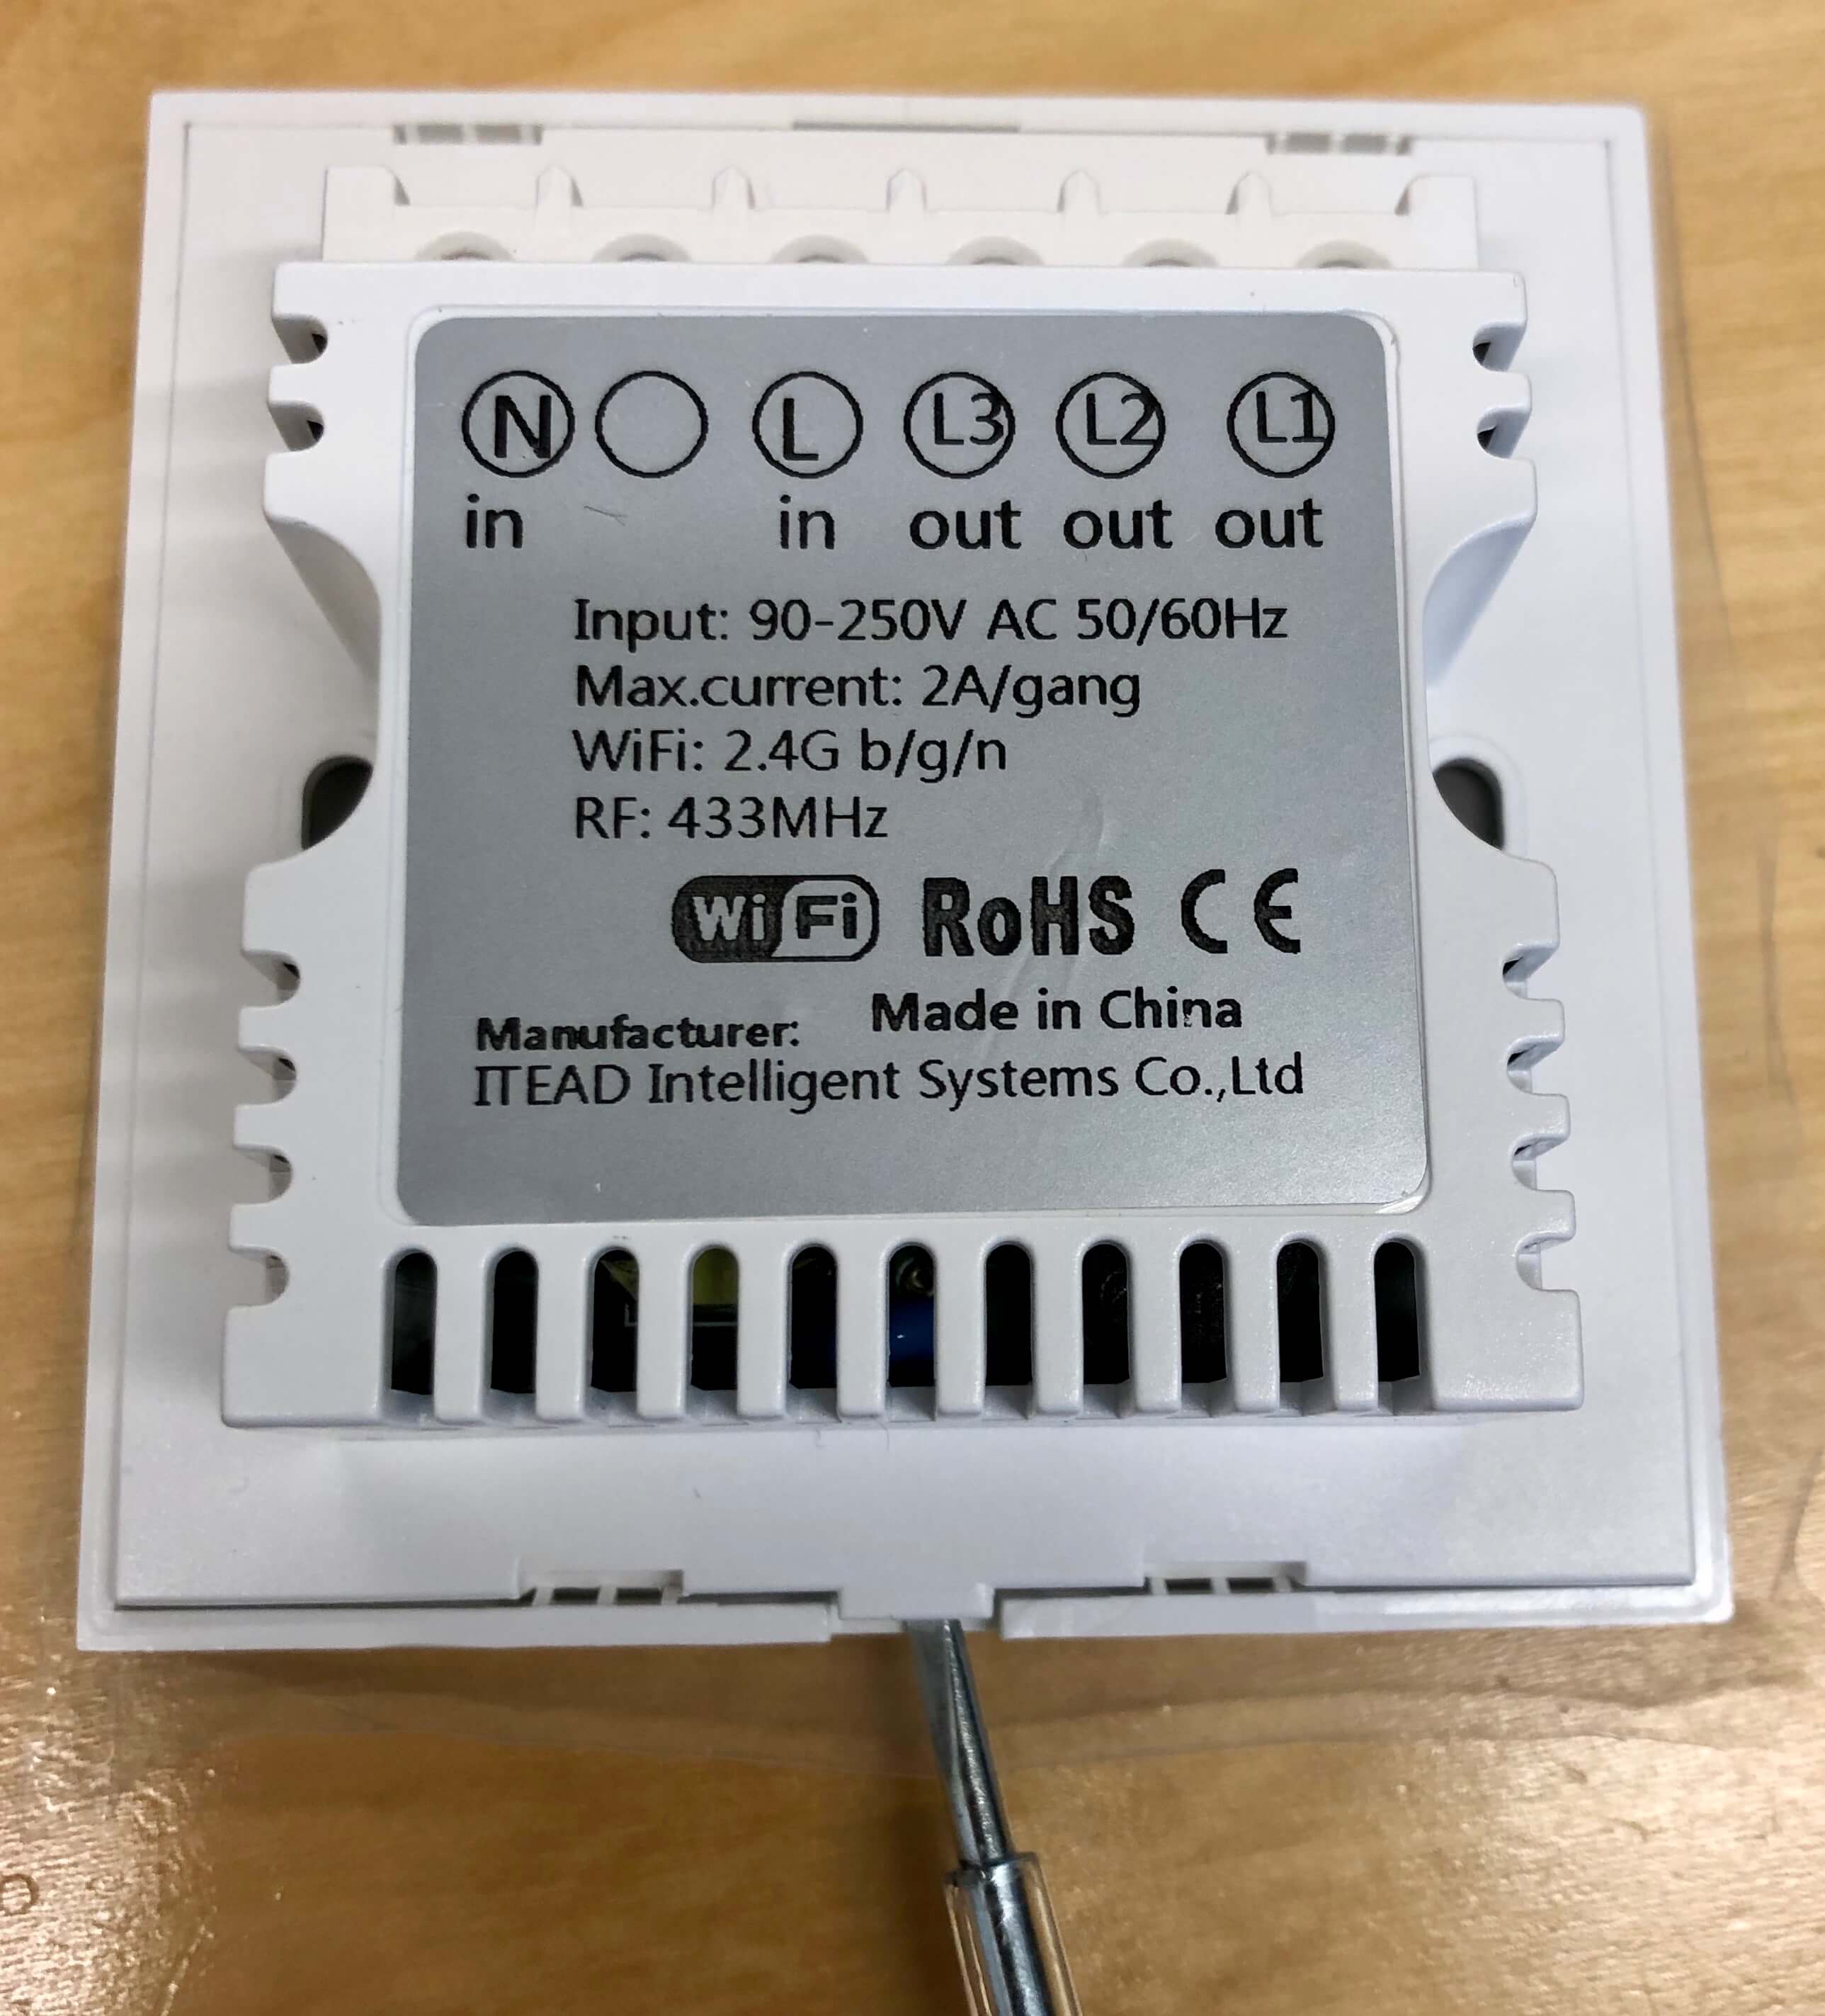 N L L3 L2 L1
in in out out out
Input: 90-250V AC 50/60Hz
Max.current: 2A/gang
WiFi: 2.4G b/g/n
RF: 433MHz
WiFi RoHS CE
Made in China
Manufacturer:
ITEAD Intelligent Systems Co.,Ltd